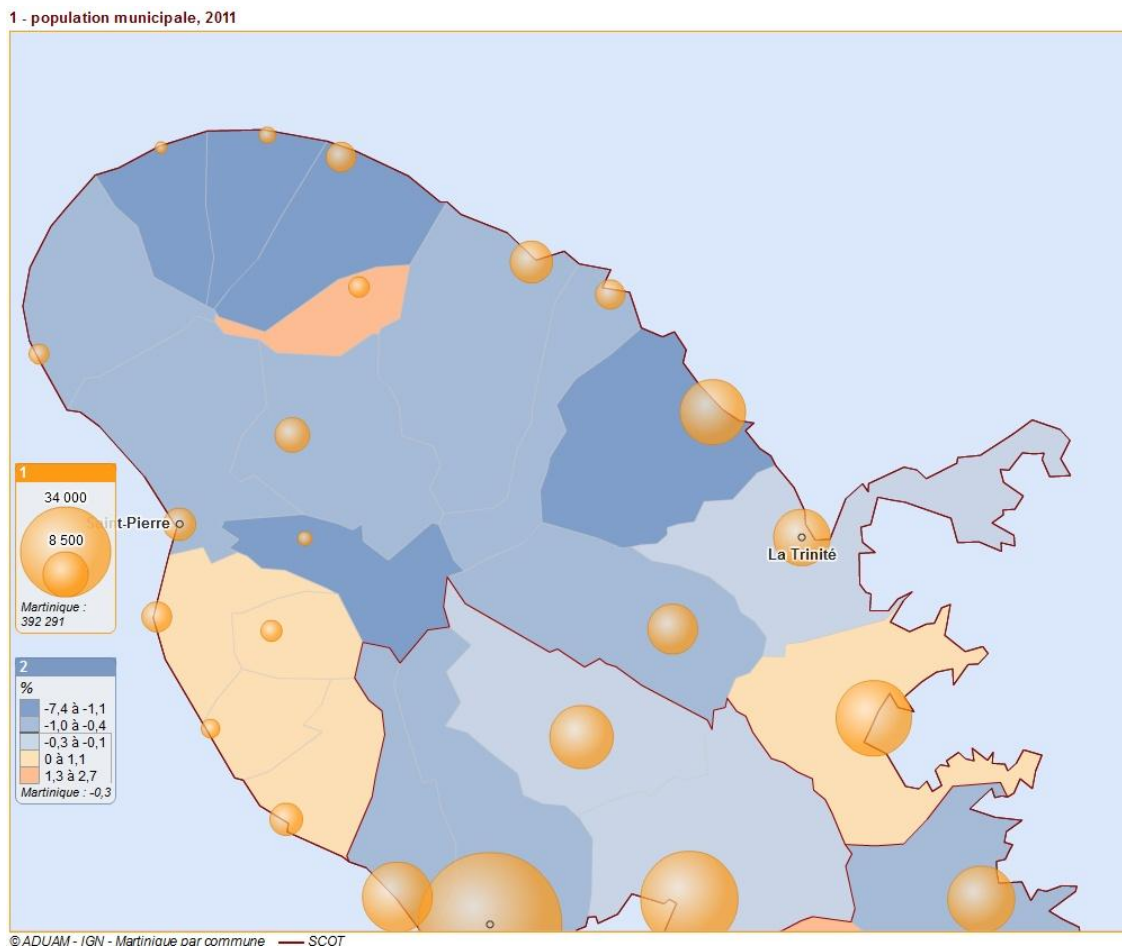 1 - population municipale, 2011
1
34 000
8 500
Martinique :
392 291
Saint-Pierre
La Trinité
2
%
-7,4 à -1,1
-1,0 à -0,4
-0,3 à -0,1
0 à 1,1
1,3 à 2,7
Martinique : -0,3
© ADUAM - IGN - Martinique par commune — SCOT